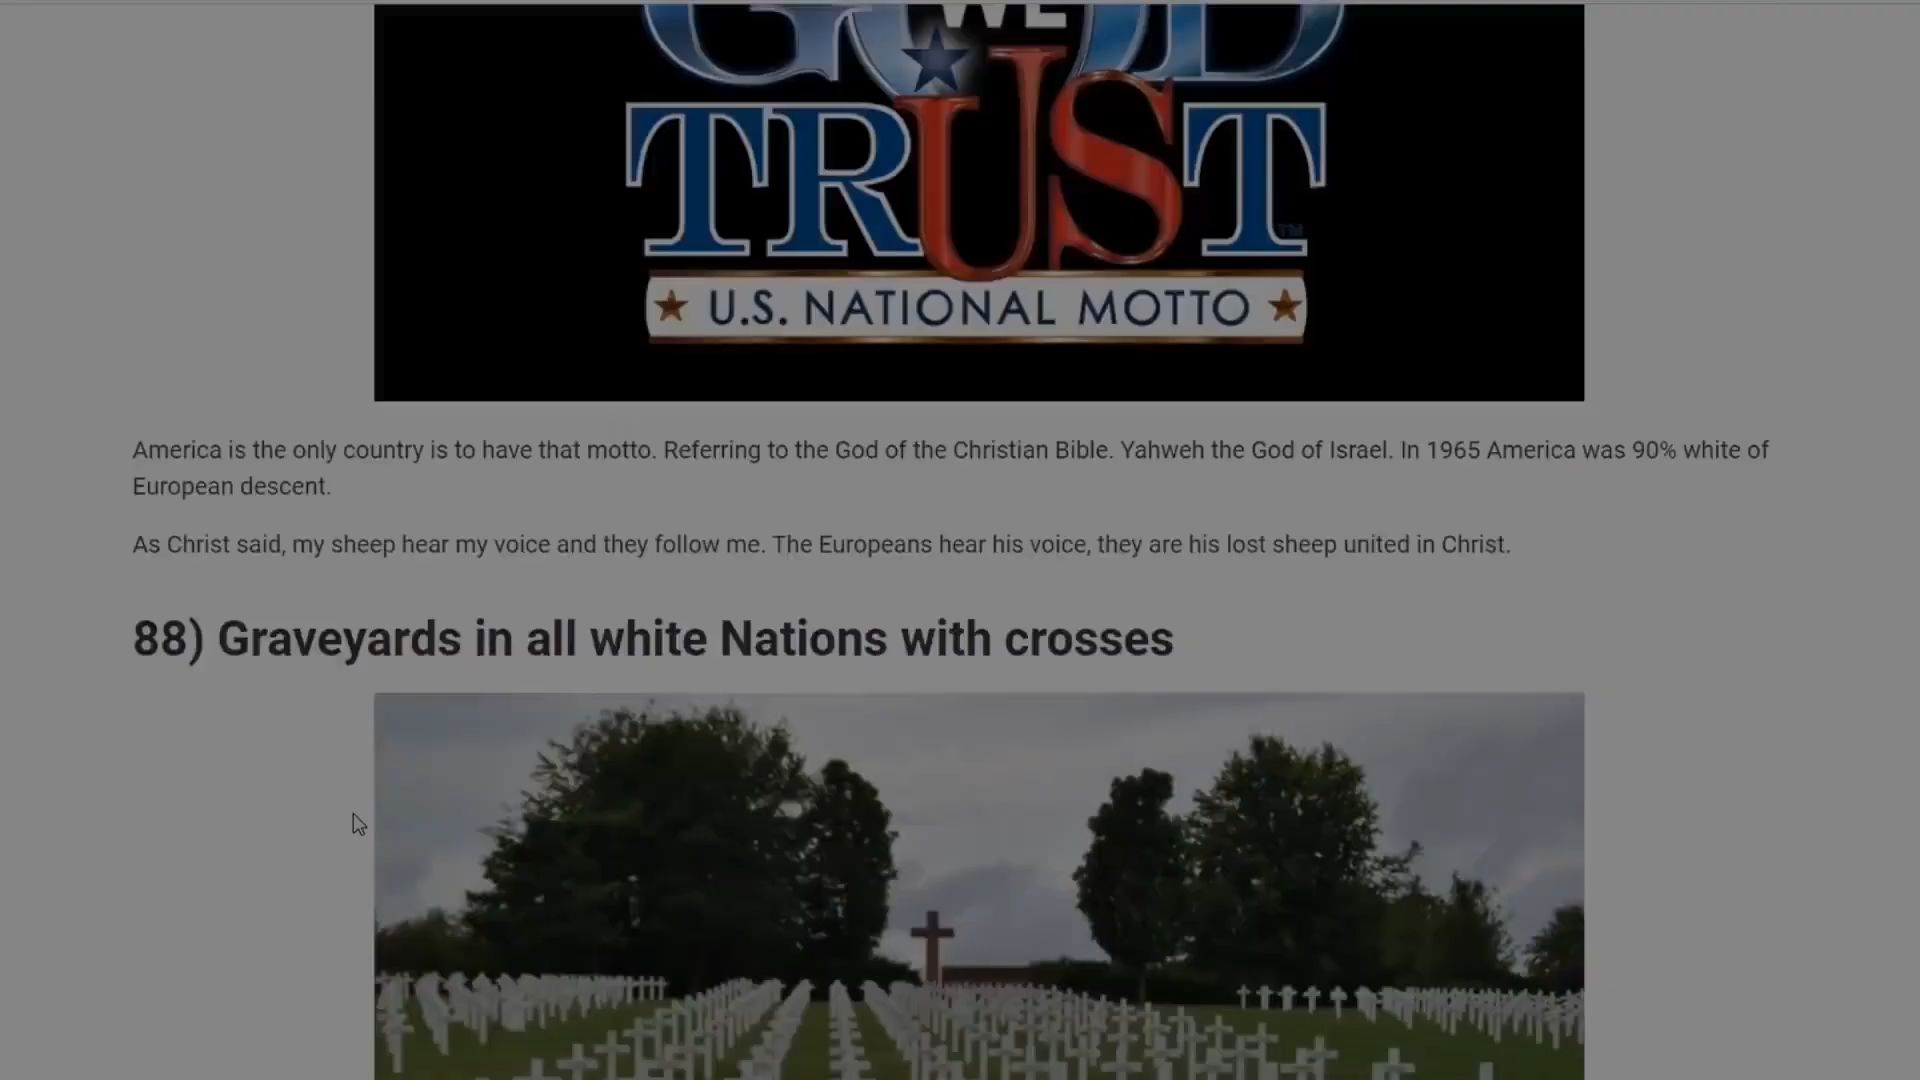 WE
GOD
TRUST
TM
★ U.S. NATIONAL MOTTO ★
America is the only country is to have that motto. Referring to the God of the Christian Bible. Yahweh the God of Israel. In 1965 America was 90% white of
European descent.
As Christ said, my sheep hear my voice and they follow me. The Europeans hear his voice, they are his lost sheep united in Christ.
88) Graveyards in all white Nations with crosses